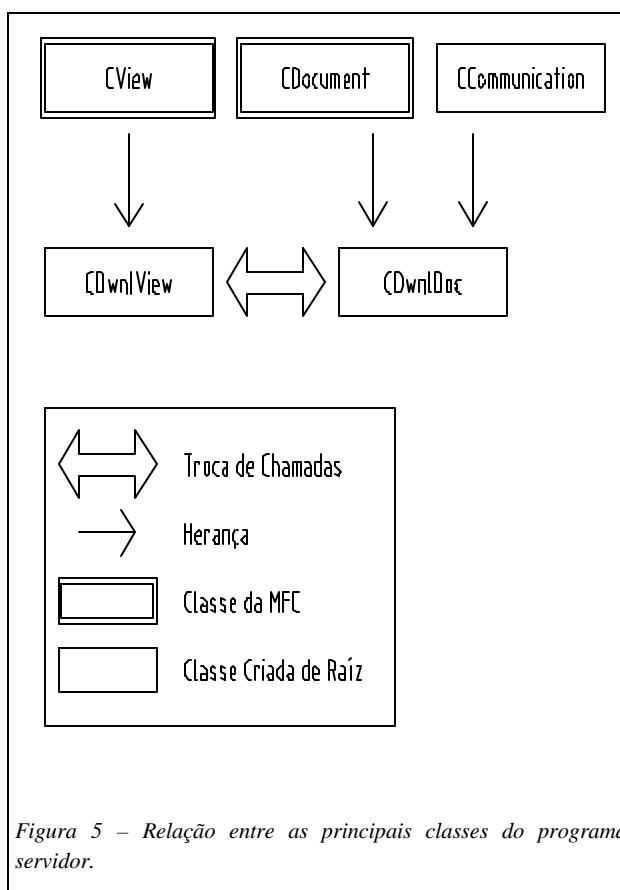 CView
CDocument
CCommunication
CDwnlView
CDwnlDoc
Troca de Chamadas
Herança
Classe da MFC
Classe Criada de Raíz
Figura 5 – Relação entre as principais classes do programa
servidor.